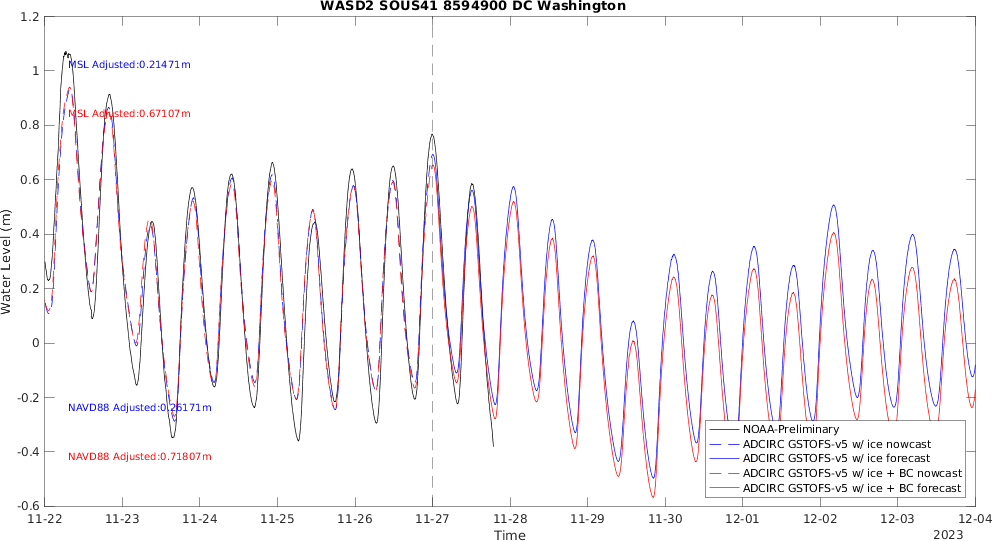 WASD2 SOUS41 8594900 DC Washington
1.2
1
0.8
0.6
0.4
0.2
0
-0.2
-0.4
-0.6
Water Level (m)
MSL Adjusted:0.21471m
MSL Adjusted:0.67107m
NAVD88 Adjusted:0.26171m
NAVD88 Adjusted:0.71807m
NOAA-Preliminary
ADCIRC GSTOFS-v5 w/ ice nowcast
ADCIRC GSTOFS-v5 w/ ice forecast
ADCIRC GSTOFS-v5 w/ ice + BC nowcast
ADCIRC GSTOFS-v5 w/ ice + BC forecast
11-22 11-23 11-24 11-25 11-26 11-27 11-28 11-29 11-30 12-01 12-02 12-03 12-04
Time
2023